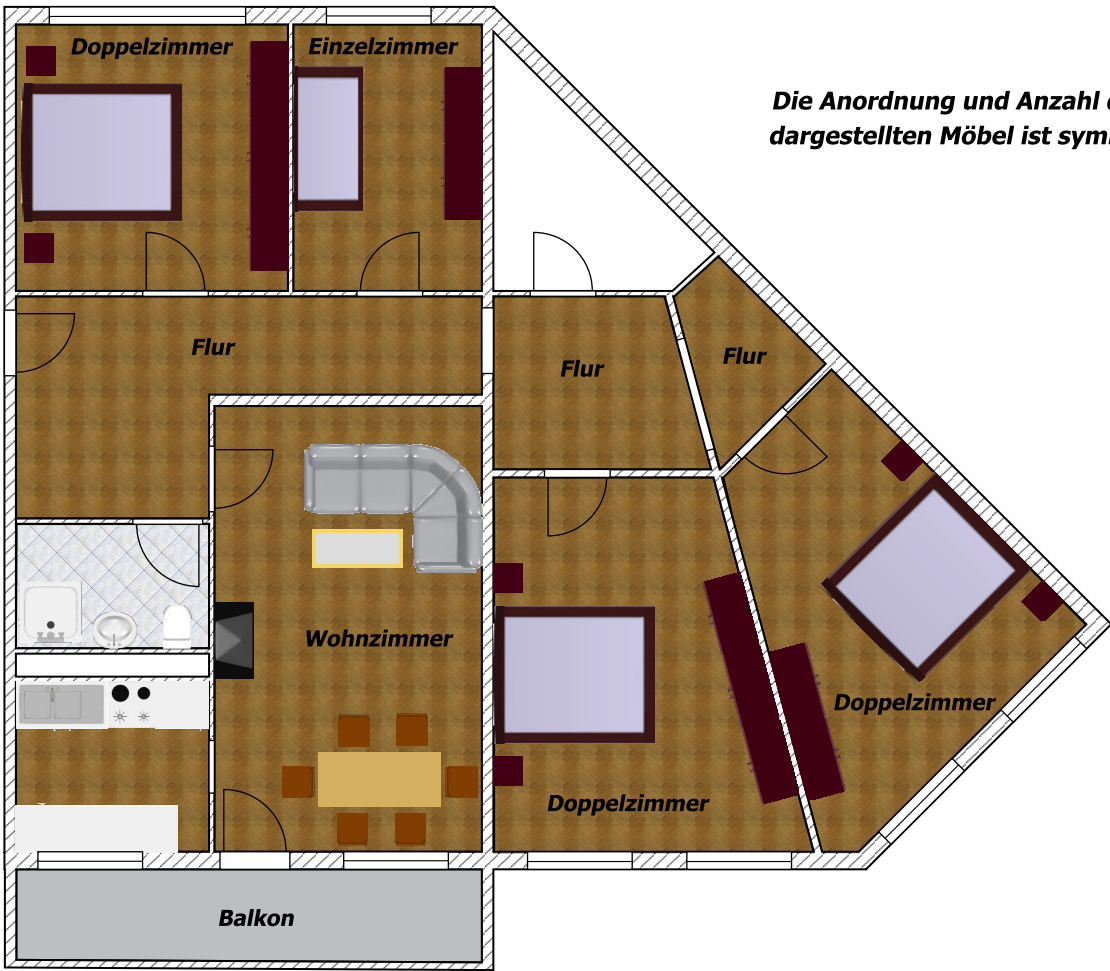 Doppelzimmer
Einzelzimmer
Die Anordnung und Anzahl
dargestellten Möbel ist
Flur
Flur
Flur
Wohnzimmer
Doppelzimmer
Doppelzimmer
Balkon